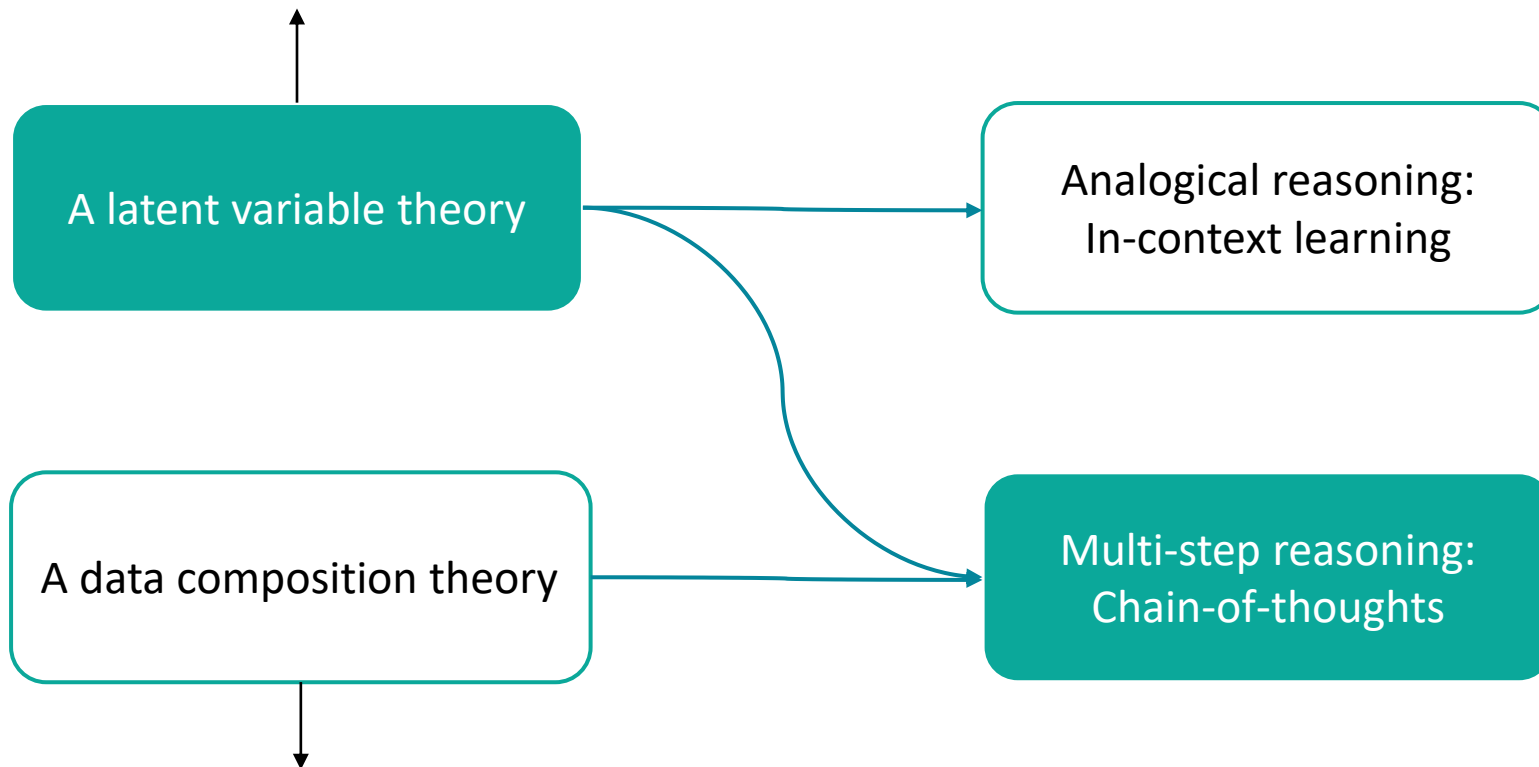 A latent variable theory
Analogical reasoning:
In-context learning
A data composition theory
Multi-step reasoning:
Chain-of-thoughts